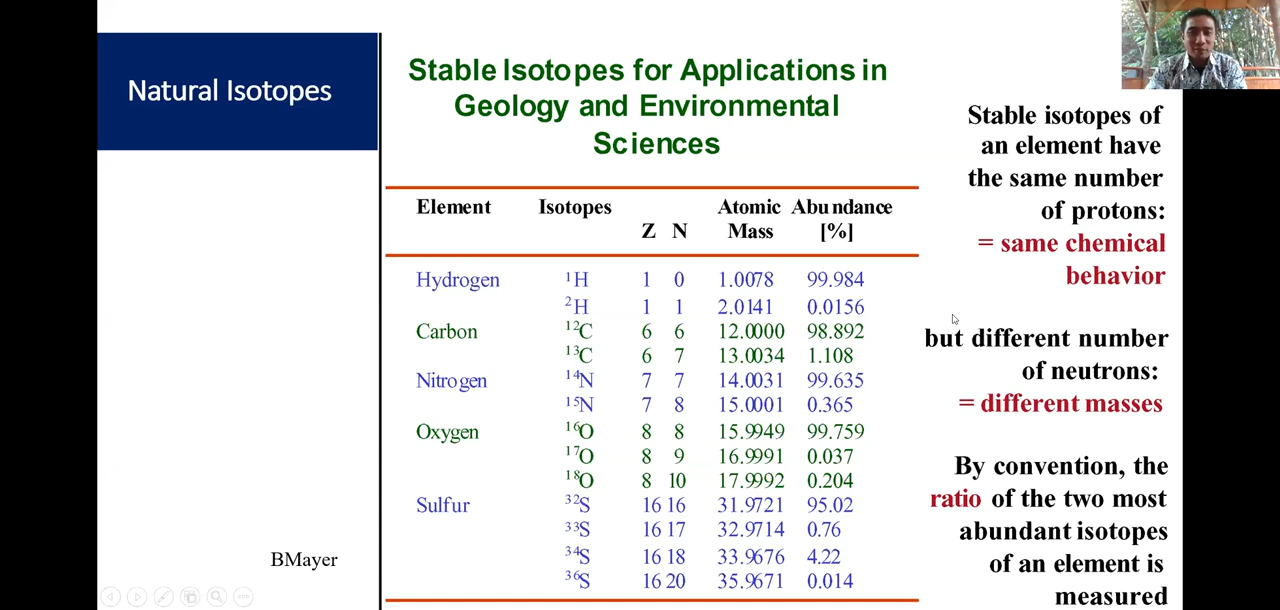 Natural Isotopes
Stable Isotopes for Applications in
Geology and Environmental
Sciences
Element Isotopes Atomic Abundance
Z N Mass [%]
Hydrogen ¹H 1 0 1.0078 99.984
²H 1 1 2.0141 0.0156
Carbon ¹²C 6 6 12.0000 98.892
¹³C 6 7 13.0034 1.108
Nitrogen ¹⁴N 7 7 14.0031 99.635
¹⁵N 7 8 15.0001 0.365
Oxygen ¹⁶O 8 8 15.9949 99.759
¹⁷O 8 9 16.9991 0.037
¹⁸O 8 10 17.9992 0.204
Sulfur ³²S 16 16 31.9721 95.02
³³S 16 17 32.9714 0.76
³⁴S 16 18 33.9676 4.22
³⁶S 16 20 35.9671 0.014
BMayer
Stable isotopes of
an element have
the same number
of protons:
= same chemical
behavior
but different number
of neutrons:
= different masses
By convention, the
ratio of the two most
abundant isotopes
of an element is
measured